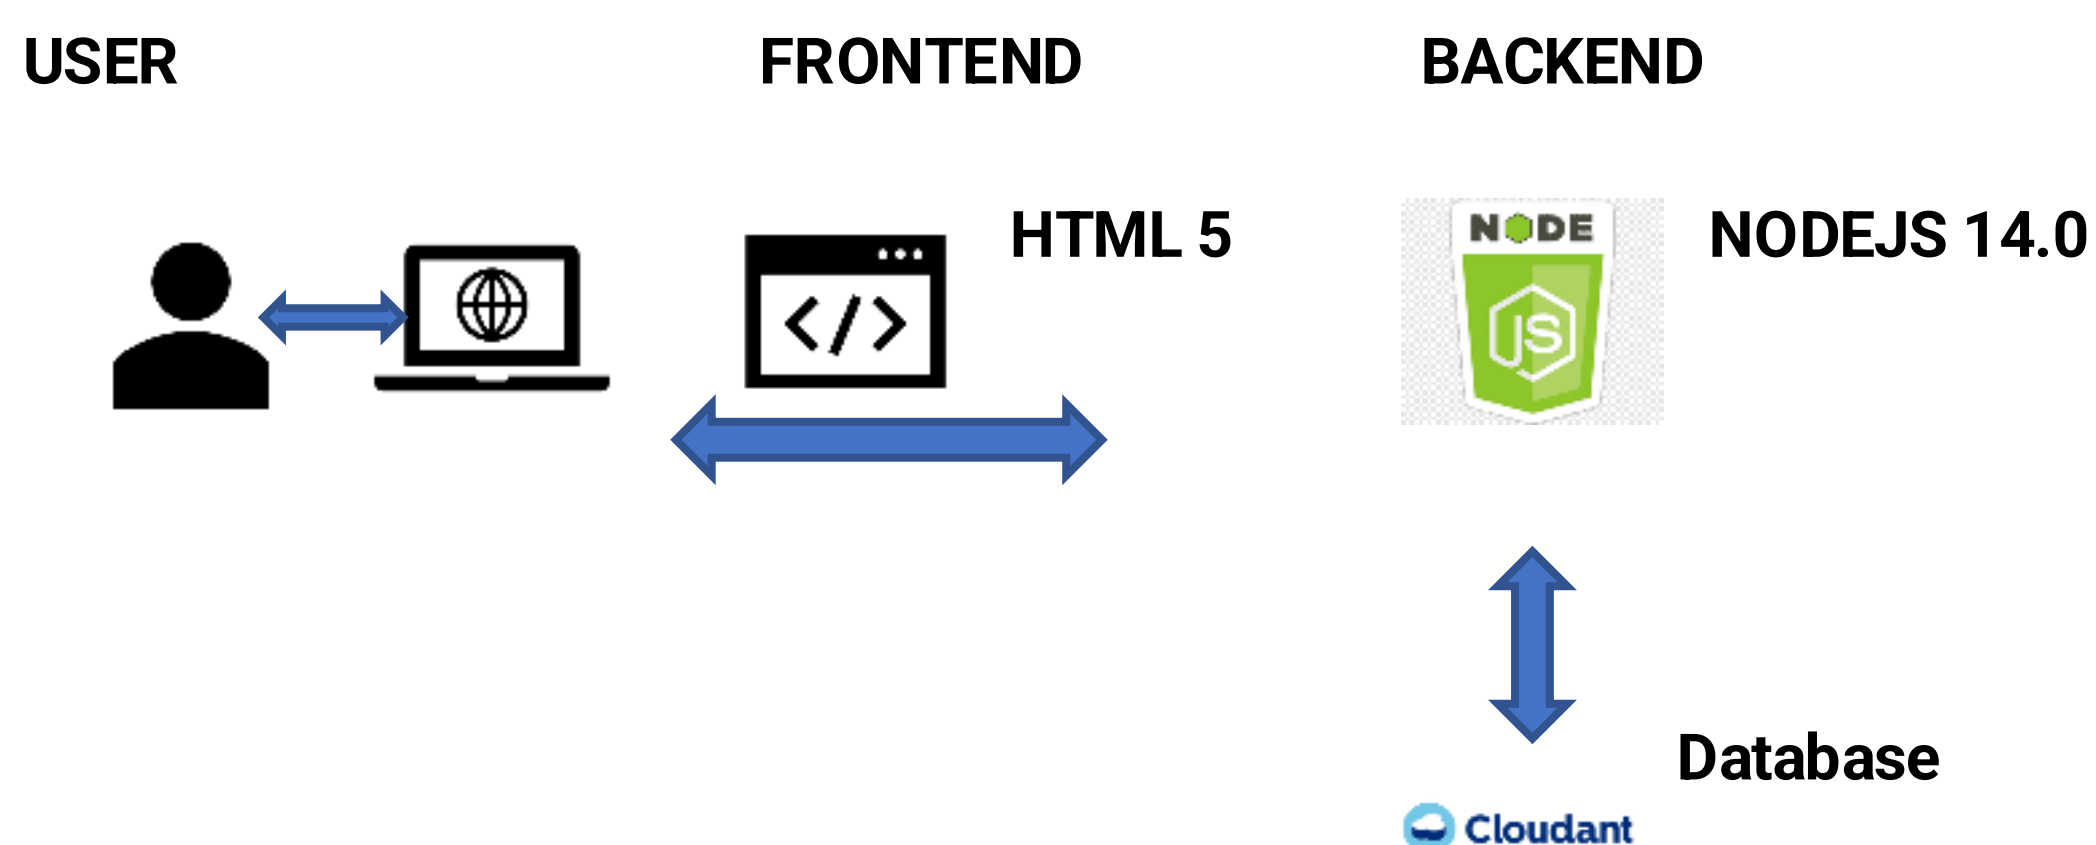 USER
FRONTEND
BACKEND
HTML 5
NODE
JS
NODEJS 14.0
</>
Database
Cloudant